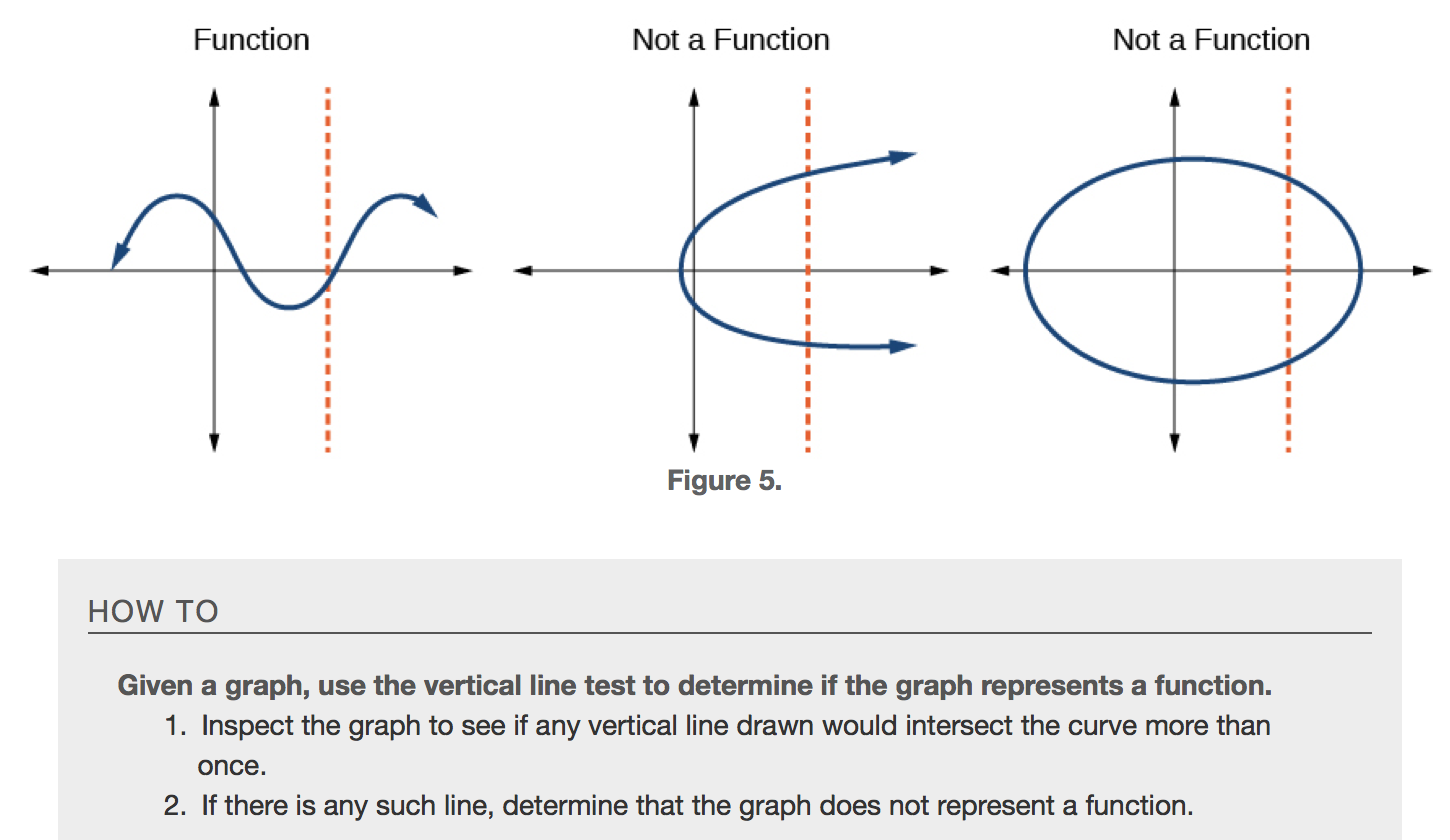 Function Not a Function Not a Function
Figure 5.
HOW TO
Given a graph, use the vertical line test to determine if the graph represents a function.
1. Inspect the graph to see if any vertical line drawn would intersect the curve more than
once.
2. If there is any such line, determine that the graph does not represent a function.